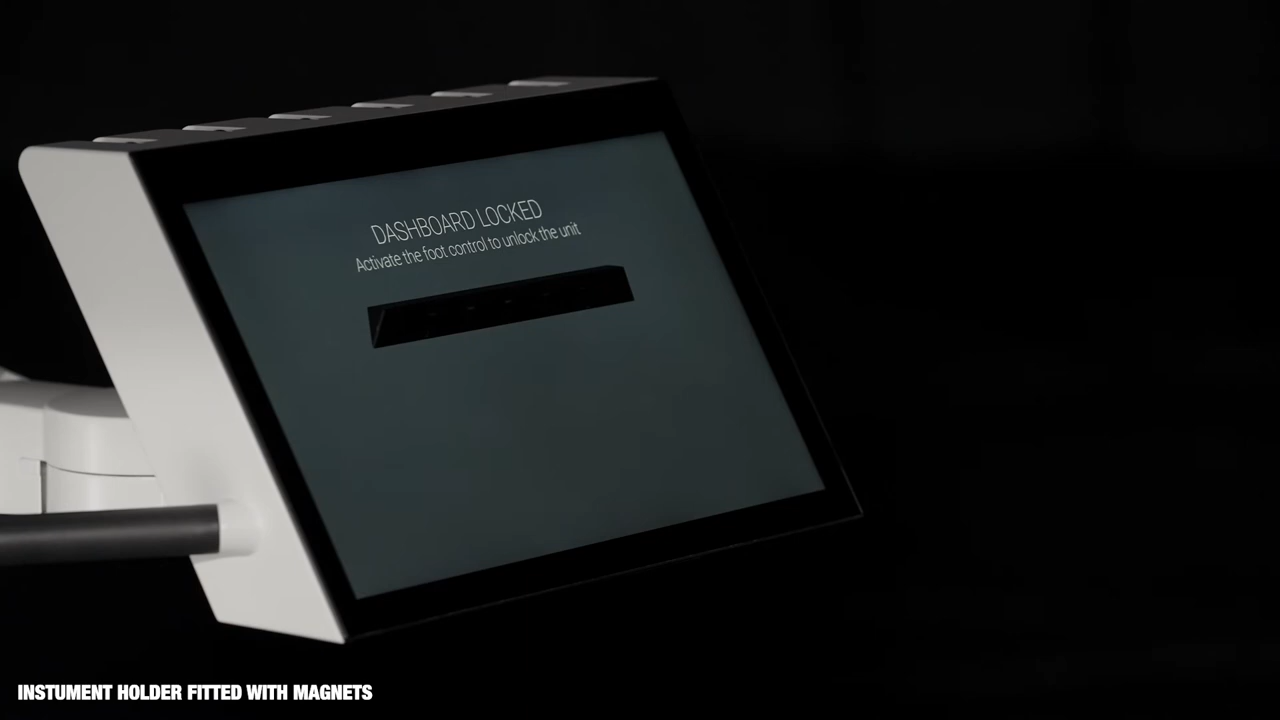 DASHBOARD LOCKED
Activate the foot control to unlock the unit
INSTUMENT HOLDER FITTED WITH MAGNETS